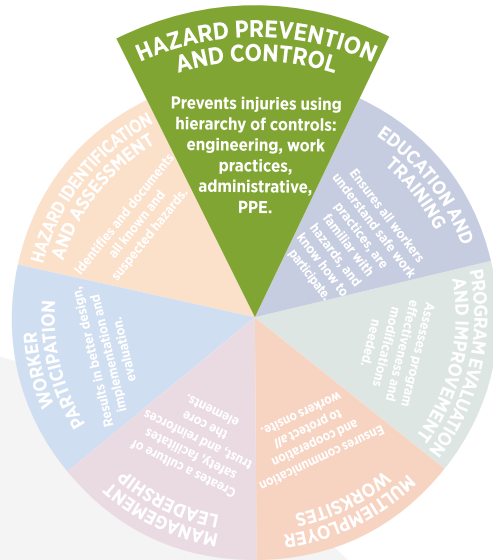 HAZARD PREVENTION
AND CONTROL
Prevents injuries using
hierarchy of controls:
engineering, work
practices,
administrative,
PPE.
EDUCATION AND
TRAINING
Ensures all workers
understand safe work
practices, are
familiar with
hazards, and
know how to
participate.
PROGRAM EVALUATION
AND IMPROVEMENT
Assesses program
effectiveness and
modifications
needed.
MULTIEMPLOYER
WORKSITES
Ensures communication
and cooperation
to protect all
workers onsite.
MANAGEMENT
LEADERSHIP
Creates a culture of
safety, facilitates
trust, and reinforces
the core
elements.
WORKER
PARTICIPATION
Results in better design,
implementation and
evaluation.
HAZARD IDENTIFICATION
AND ASSESSMENT
Identifies and documents
all known and
suspected hazards.